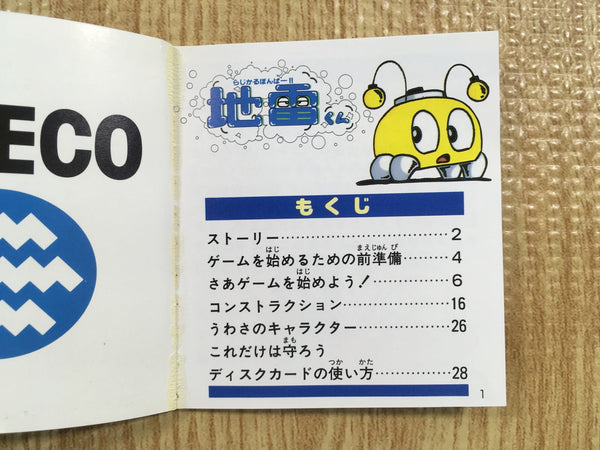 ECO
らじかるぼんばー!!
地雷くん
もくじ
ストーリー……………………………2
ゲームを始めるための前準備………4
さあゲームを始めよう!……………6
コンストラクション…………………16
うわさのキャラクター………………26
これだけは守ろう
ディスクカードの使い方……………28
1